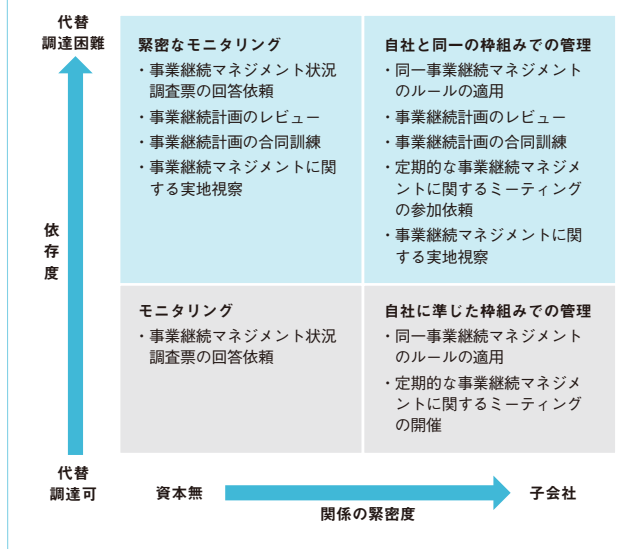 代替
調達困難
緊密なモニタリング
・事業継続マネジメント状況
調査票の回答依頼
・事業継続計画のレビュー
・事業継続計画の合同訓練
・事業継続マネジメントに関
する実地視察
自社と同一の枠組みでの管理
・同一事業継続マネジメント
のルールの適用
・事業継続計画のレビュー
・事業継続計画の合同訓練
・定期的な事業継続マネジメ
ントに関するミーティング
の参加依頼
・事業継続マネジメントに関
する実地視察
依存度
モニタリング
・事業継続マネジメント状況
調査票の回答依頼
自社に準じた枠組みでの管理
・同一事業継続マネジメント
のルールの適用
・定期的な事業継続マネジメ
ントに関するミーティング
の開催
代替
調達可
資本無
子会社
関係の緊密度